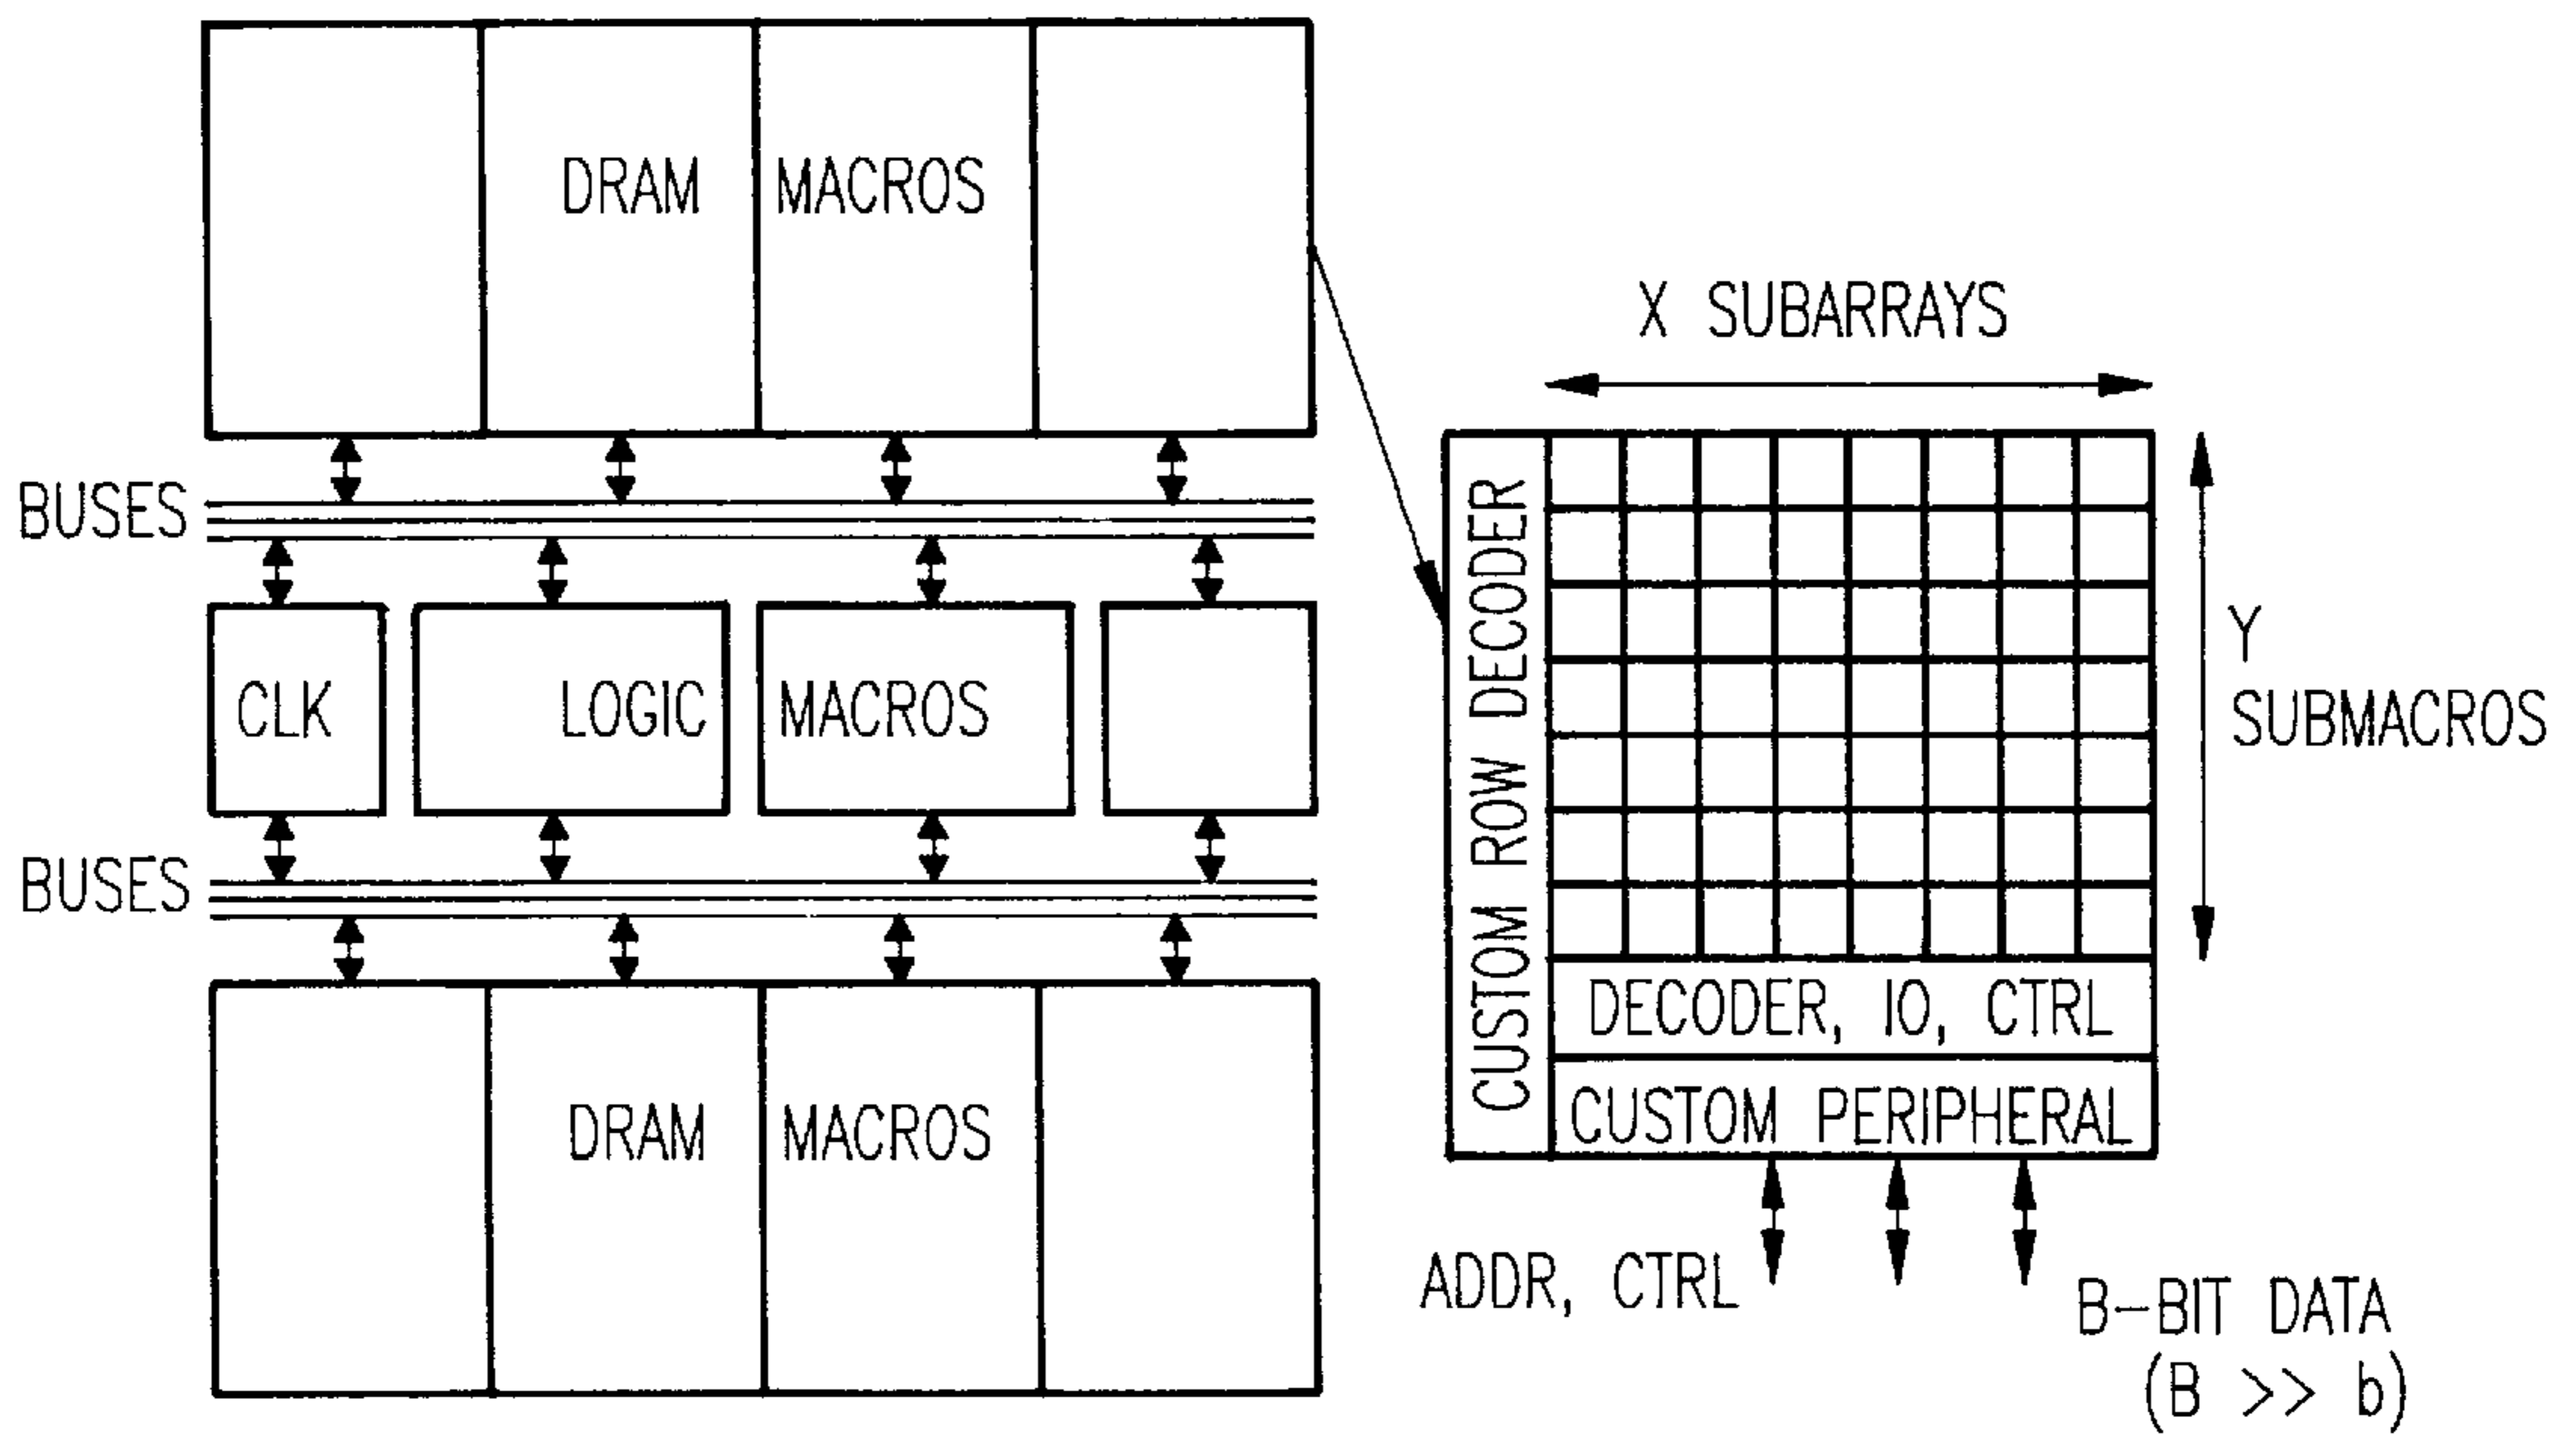 DRAM MACROS
BUSES
CLK LOGIC MACROS
BUSES
DRAM MACROS
X SUBARRAYS
CUSTOM ROW DECODER
Y
SUBMACROS
DECODER, IO, CTRL
CUSTOM PERIPHERAL
ADDR, CTRL
B-BIT DATA
(B >> b)